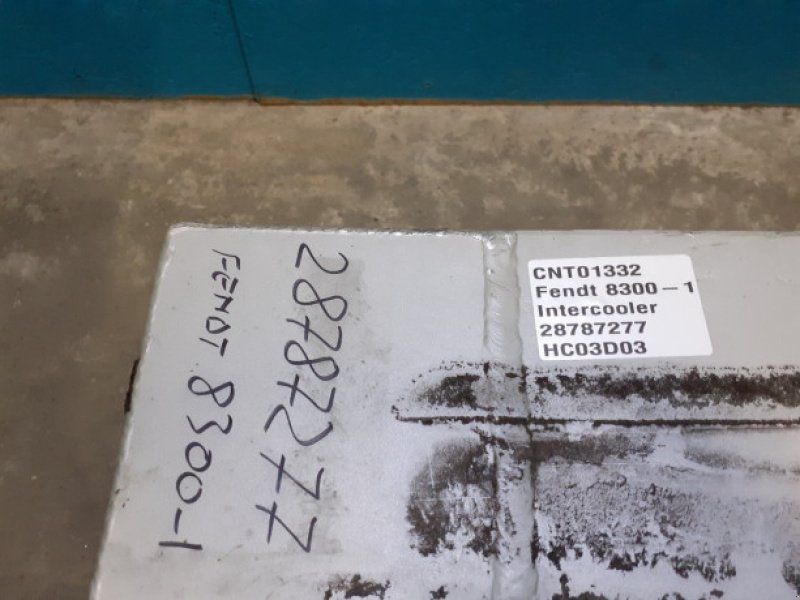 28787277
FENDT 8300-1
CNT01332
Fendt 8300-1
Intercooler
28787277
HC03D03